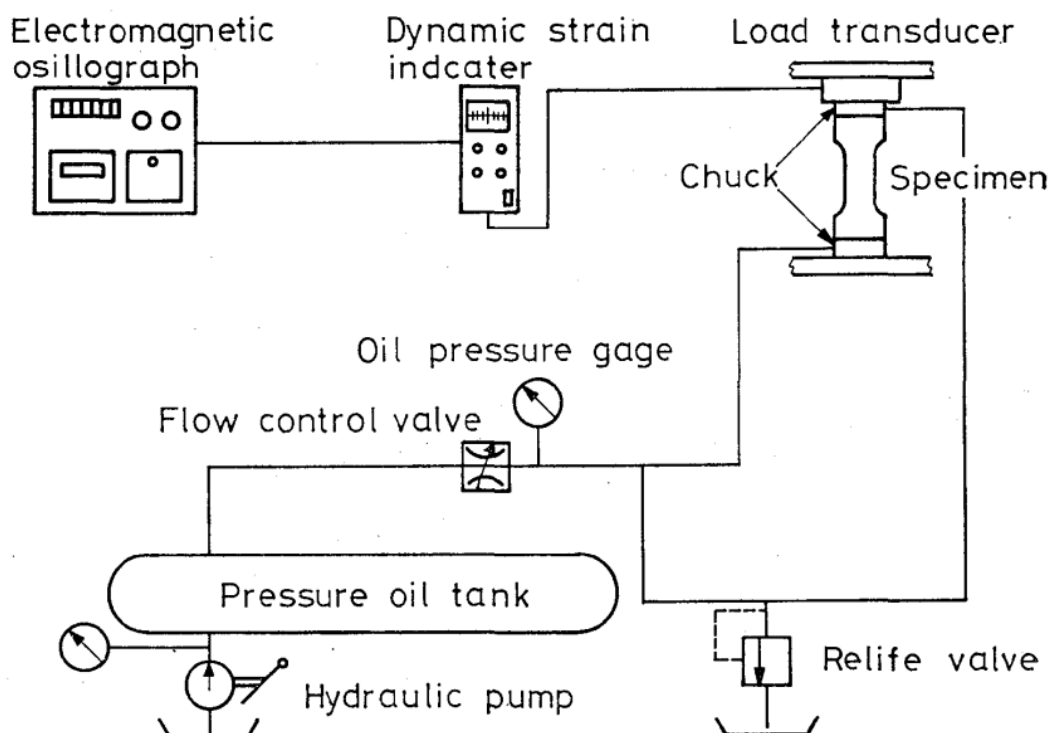 Electromagnetic
osillograph
Dynamic strain
indcater
Load transducer
Chuck
Specimen
Oil pressure gage
Flow control valve
Pressure oil tank
Hydraulic pump
Relife valve